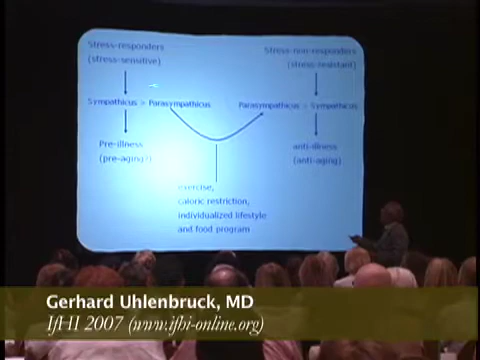 Stress-responders
(stress-sensitive)
Sympathicus > Parasympathicus
Pre-illness
(pre-aging?)
Stress-non-responders
(stress-resistant)
Parasympathicus > Sympathicus
anti-illness
(anti-aging)
exercise,
caloric restriction,
individualized lifestyle
and food program
Gerhard Uhlenbruck, MD
IfHI 2007 (www.ifhi-online.org)